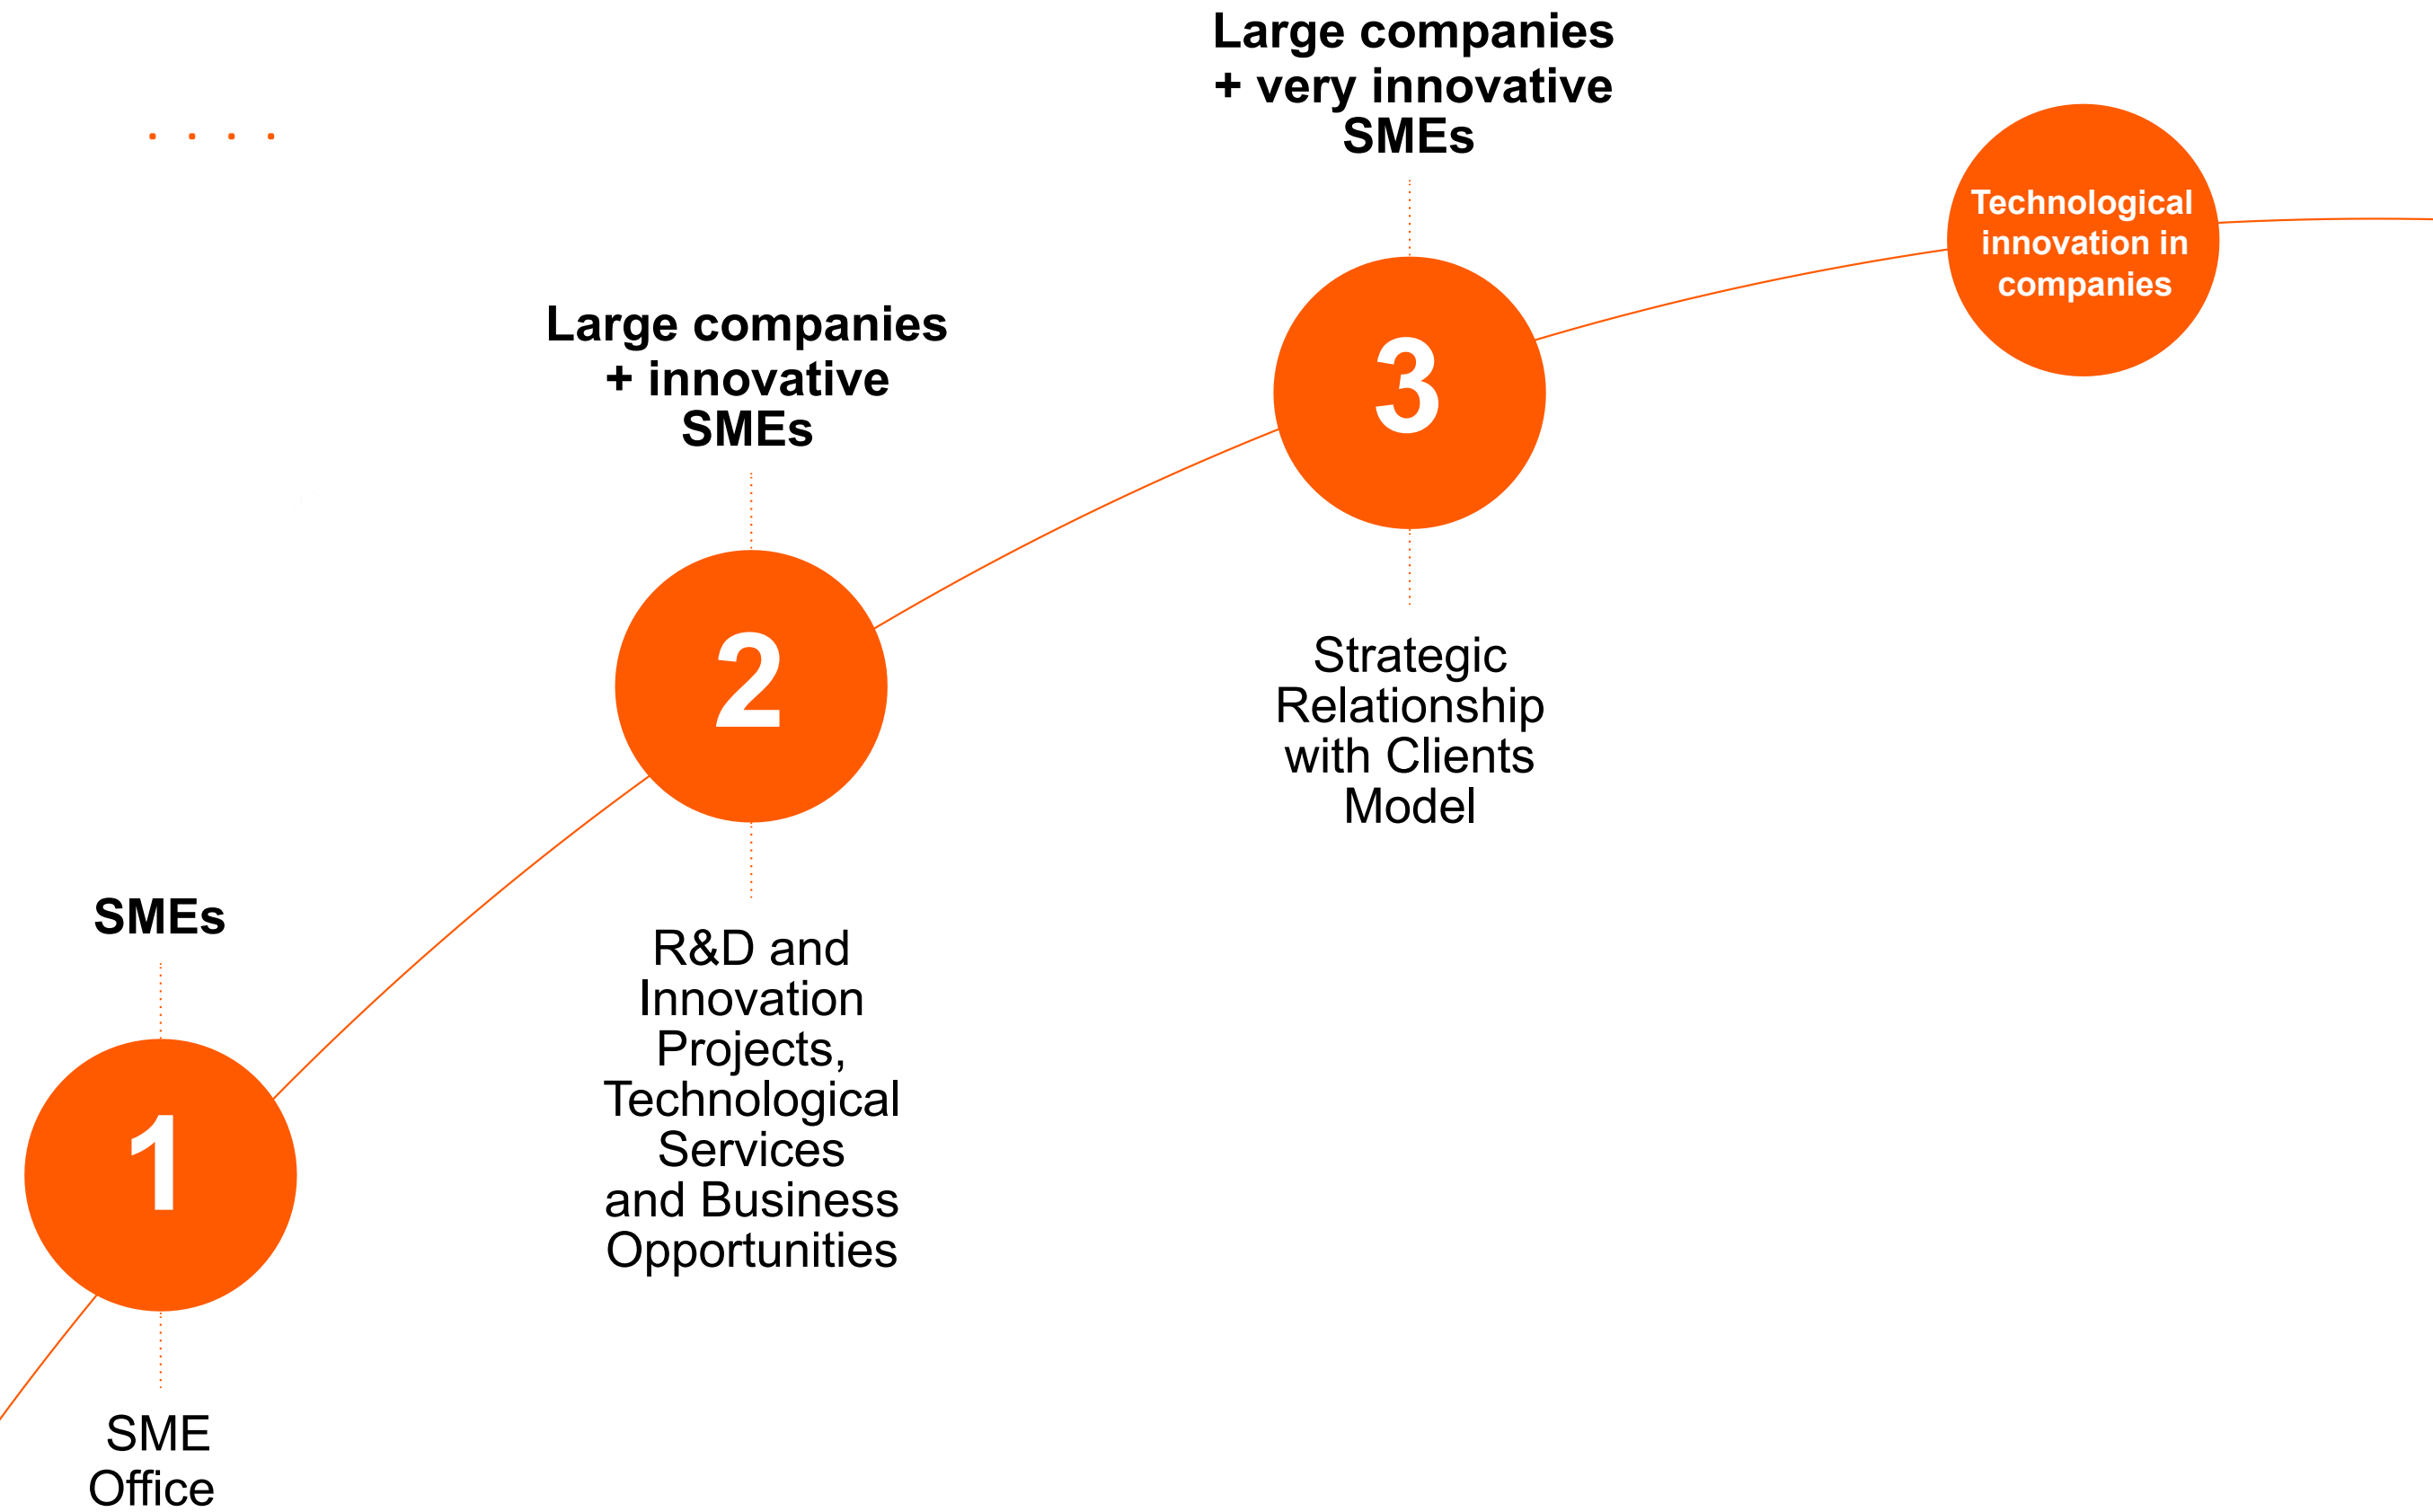 Large companies
+ very innovative
SMEs
Technological
innovation in
companies
3
Strategic
Relationship
with Clients
Model
Large companies
+ innovative
SMEs
2
R&D and
Innovation
Projects,
Technological
Services
and Business
Opportunities
SMEs
1
SME
Office